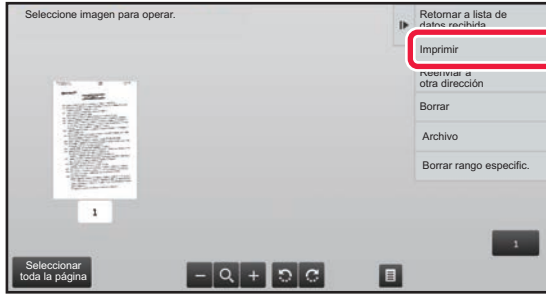 Seleccione imagen para operar.
Retornar a lista de
datos recibida
Imprimir
Reenviar a
otra dirección
Borrar
Archivo
Borrar rango especific.
1
1
Seleccionar
toda la página